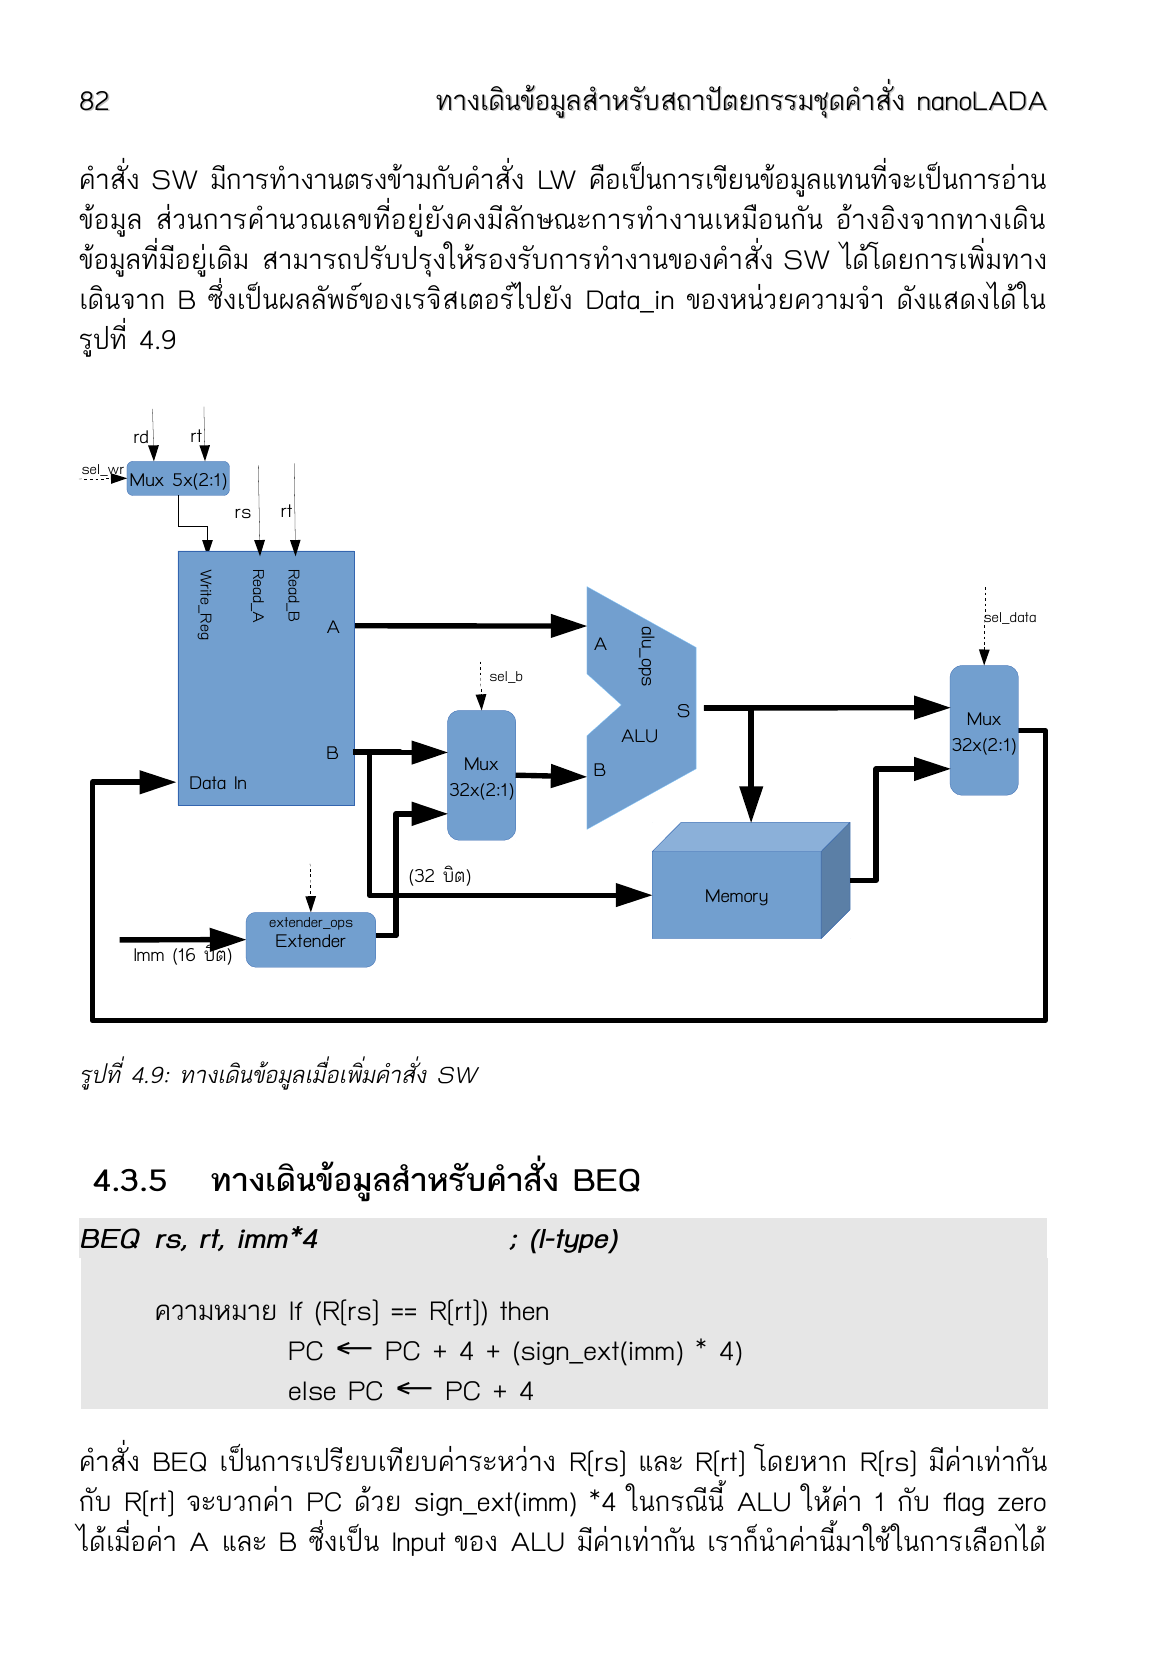 82 ทางเดินข้อมูลสำหรับสถาปัตยกรรมชุดคำสั่ง nanoLADA
คำสั่ง SW มีการทำงานตรงข้ามกับคำสั่ง LW คือเป็นการเขียนข้อมูลแทนที่จะเป็นการอ่าน
ข้อมูล ส่วนการคำนวณเลขที่อยู่ยังคงมีลักษณะการทำงานเหมือนกัน อ้างอิงจากทางเดิน
ข้อมูลที่มีอยู่เดิม สามารถปรับปรุงให้รองรับการทำงานของคำสั่ง SW ได้โดยการเพิ่มทาง
เดินจาก B ซึ่งเป็นผลลัพธ์ของเรจิสเตอร์ไปยัง Data_in ของหน่วยความจำ ดังแสดงได้ใน
รูปที่ 4.9
rd rt
sel_wr
Mux 5x(2:1)
rs rt
Write_Reg
Read_A
Read_B
A
B
Data In
sel_b
Mux
32x(2:1)
A
alu_ops
S
ALU
B
sel_data
Mux
32x(2:1)
(32 บิต)
Memory
extender_ops
Extender
Imm (16 บิต)
รูปที่ 4.9: ทางเดินข้อมูลเมื่อเพิ่มคำสั่ง SW
4.3.5 ทางเดินข้อมูลสำหรับคำสั่ง BEQ
BEQ rs, rt, imm*4 ; (I-type)
ความหมาย If (R[rs] == R[rt]) then
PC ← PC + 4 + (sign_ext(imm) * 4)
else PC ← PC + 4
คำสั่ง BEQ เป็นการเปรียบเทียบค่าระหว่าง R[rs] และ R[rt] โดยหาก R[rs] มีค่าเท่ากัน
กับ R[rt] จะบวกค่า PC ด้วย sign_ext(imm) *4 ในกรณีนี้ ALU ให้ค่า 1 กับ flag zero
ได้เมื่อค่า A และ B ซึ่งเป็น Input ของ ALU มีค่าเท่ากัน เราก็นำค่านี้มาใช้ในการเลือกได้